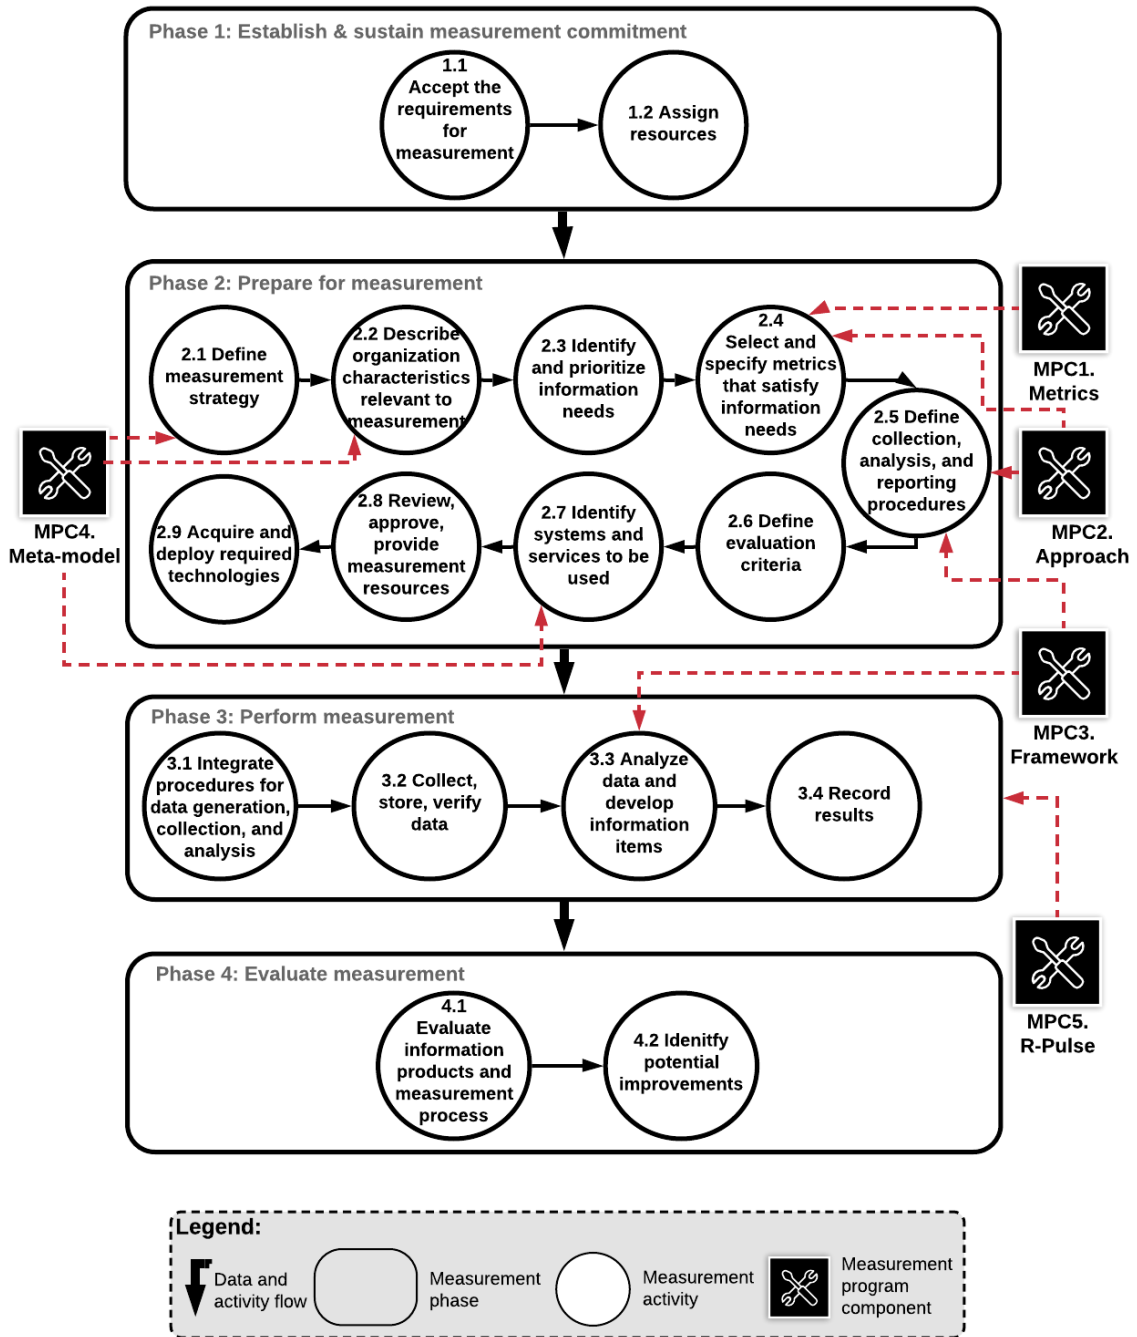 Phase 1: Establish & sustain measurement commitment
1.1
Accept the
requirements
for
measurement
1.2 Assign
resources
Phase 2: Prepare for measurement
2.1 Define
measurement
strategy
2.2 Describe
organization
characteristics
relevant to
measurement
2.3 Identify
and prioritize
information
needs
2.4
Select and
specify metrics
that satisfy
information
needs
2.5 Define
collection,
analysis, and
reporting
procedures
2.6 Define
evaluation
criteria
2.7 Identify
systems and
services to be
used
2.8 Review,
approve,
provide
measurement
resources
2.9 Acquire and
deploy required
technologies
MPC1.
Metrics
MPC2.
Approach
MPC4.
Meta-model
MPC3.
Framework
Phase 3: Perform measurement
3.1 Integrate
procedures for
data generation,
collection, and
analysis
3.2 Collect,
store, verify
data
3.3 Analyze
data and
develop
information
items
3.4 Record
results
MPC5.
R-Pulse
Phase 4: Evaluate measurement
4.1
Evaluate
information
products and
measurement
process
4.2 Idenitfy
potential
improvements
Legend:
Data and
activity flow
Measurement
phase
Measurement
activity
Measurement
program
component